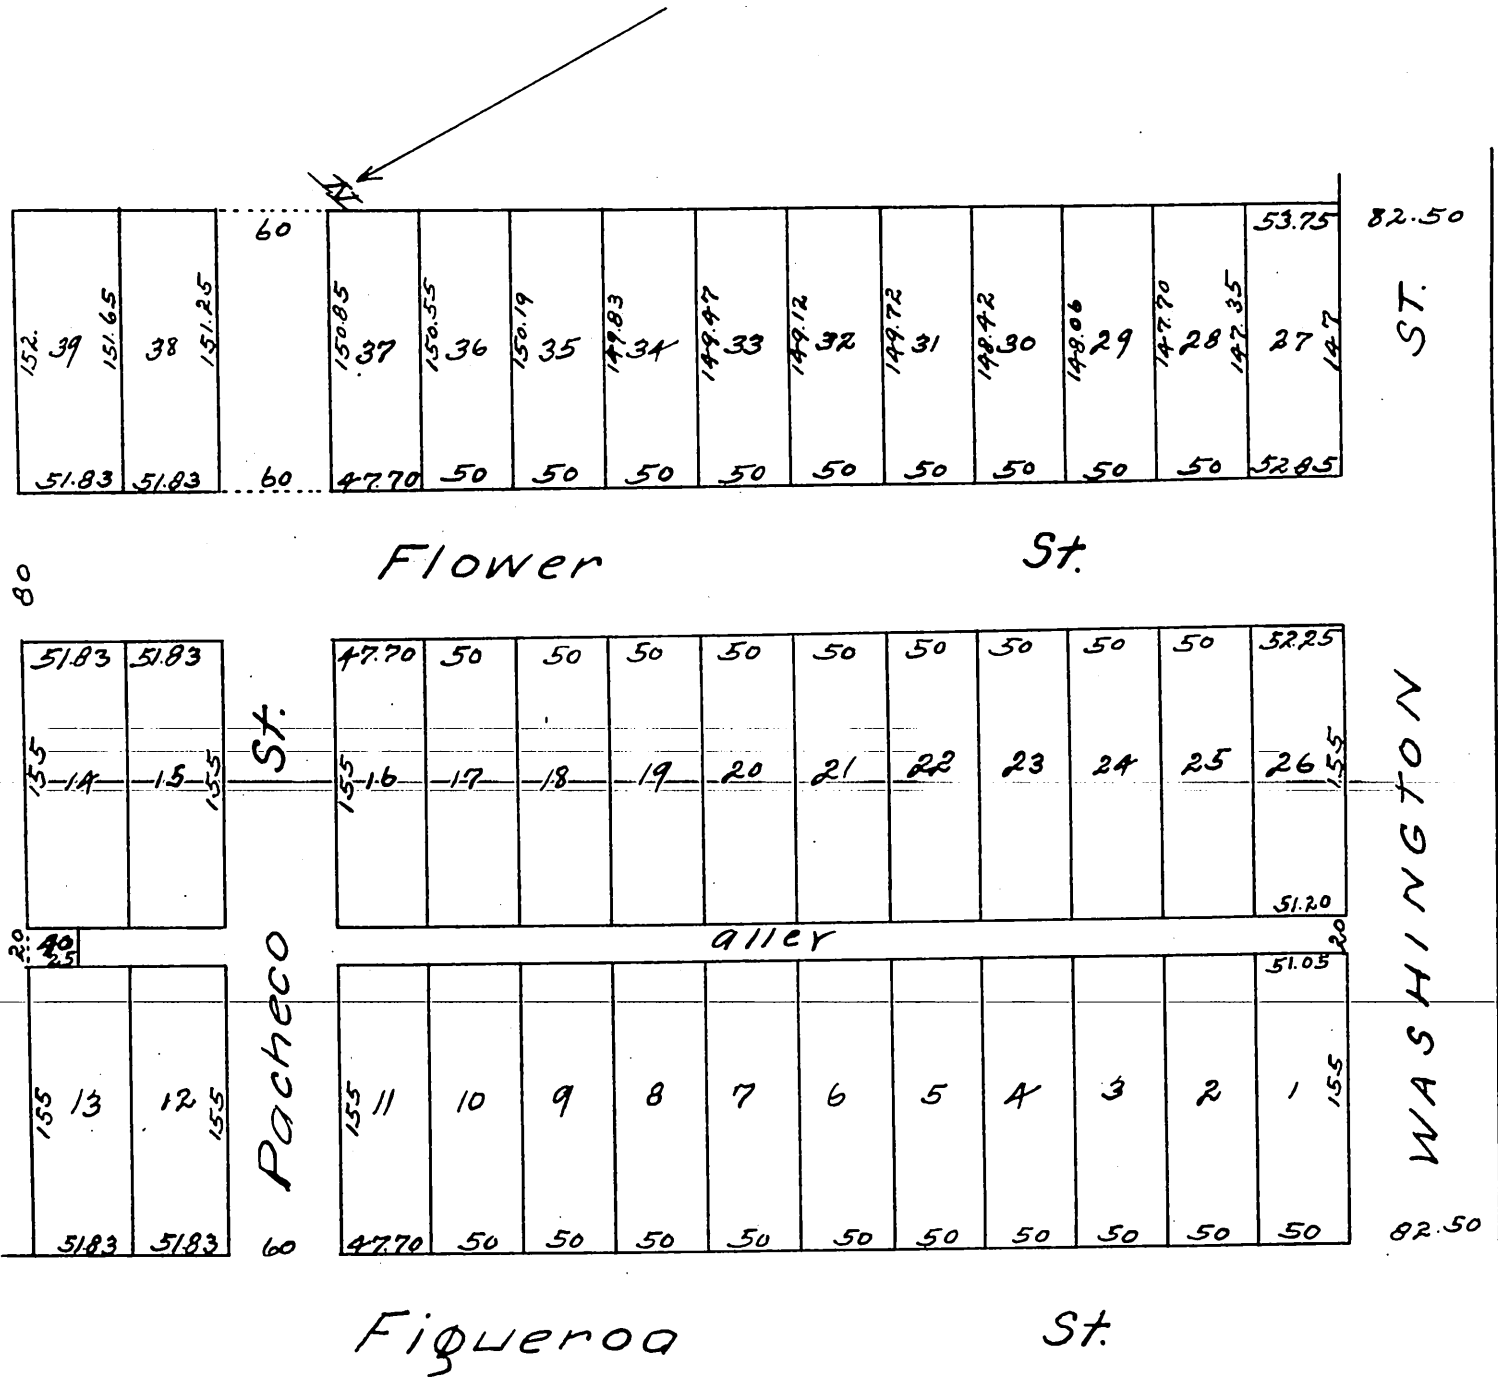 N
60 53.75 82.50
152. 39 151.65 38 151.25 150.85 37 150.55 36 150.19 35 149.83 34 149.47 33 149.12 32 149.72 31 148.42 30 148.06 29 147.70 28 147.35 27 147
51.83 51.83 60 47.70 50 50 50 50 50 50 50 50 50 52.85
Flower St.
80
51.83 51.83 47.70 50 50 50 50 50 50 50 50 50 52.25
155 14 15 155 155 16 17 18 19 20 21 22 23 24 25 26 155
51.20
20 40 aller 20
25
51.05
155 13 12 155 155 11 10 9 8 7 6 5 4 3 2 1 155
51.83 51.83 60 47.70 50 50 50 50 50 50 50 50 50 50 82.50
Pacheco St.
WASHINGTON ST.
Figueroa St.